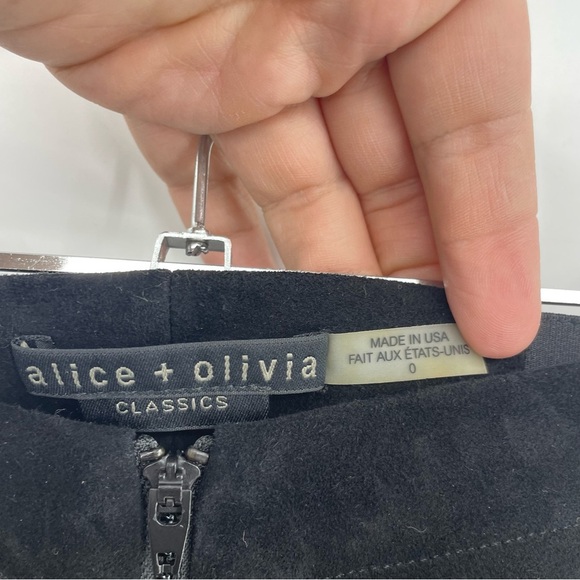 alice + olivia
CLASSICS
MADE IN USA
FAIT AUX ÉTATS-UNIS
0